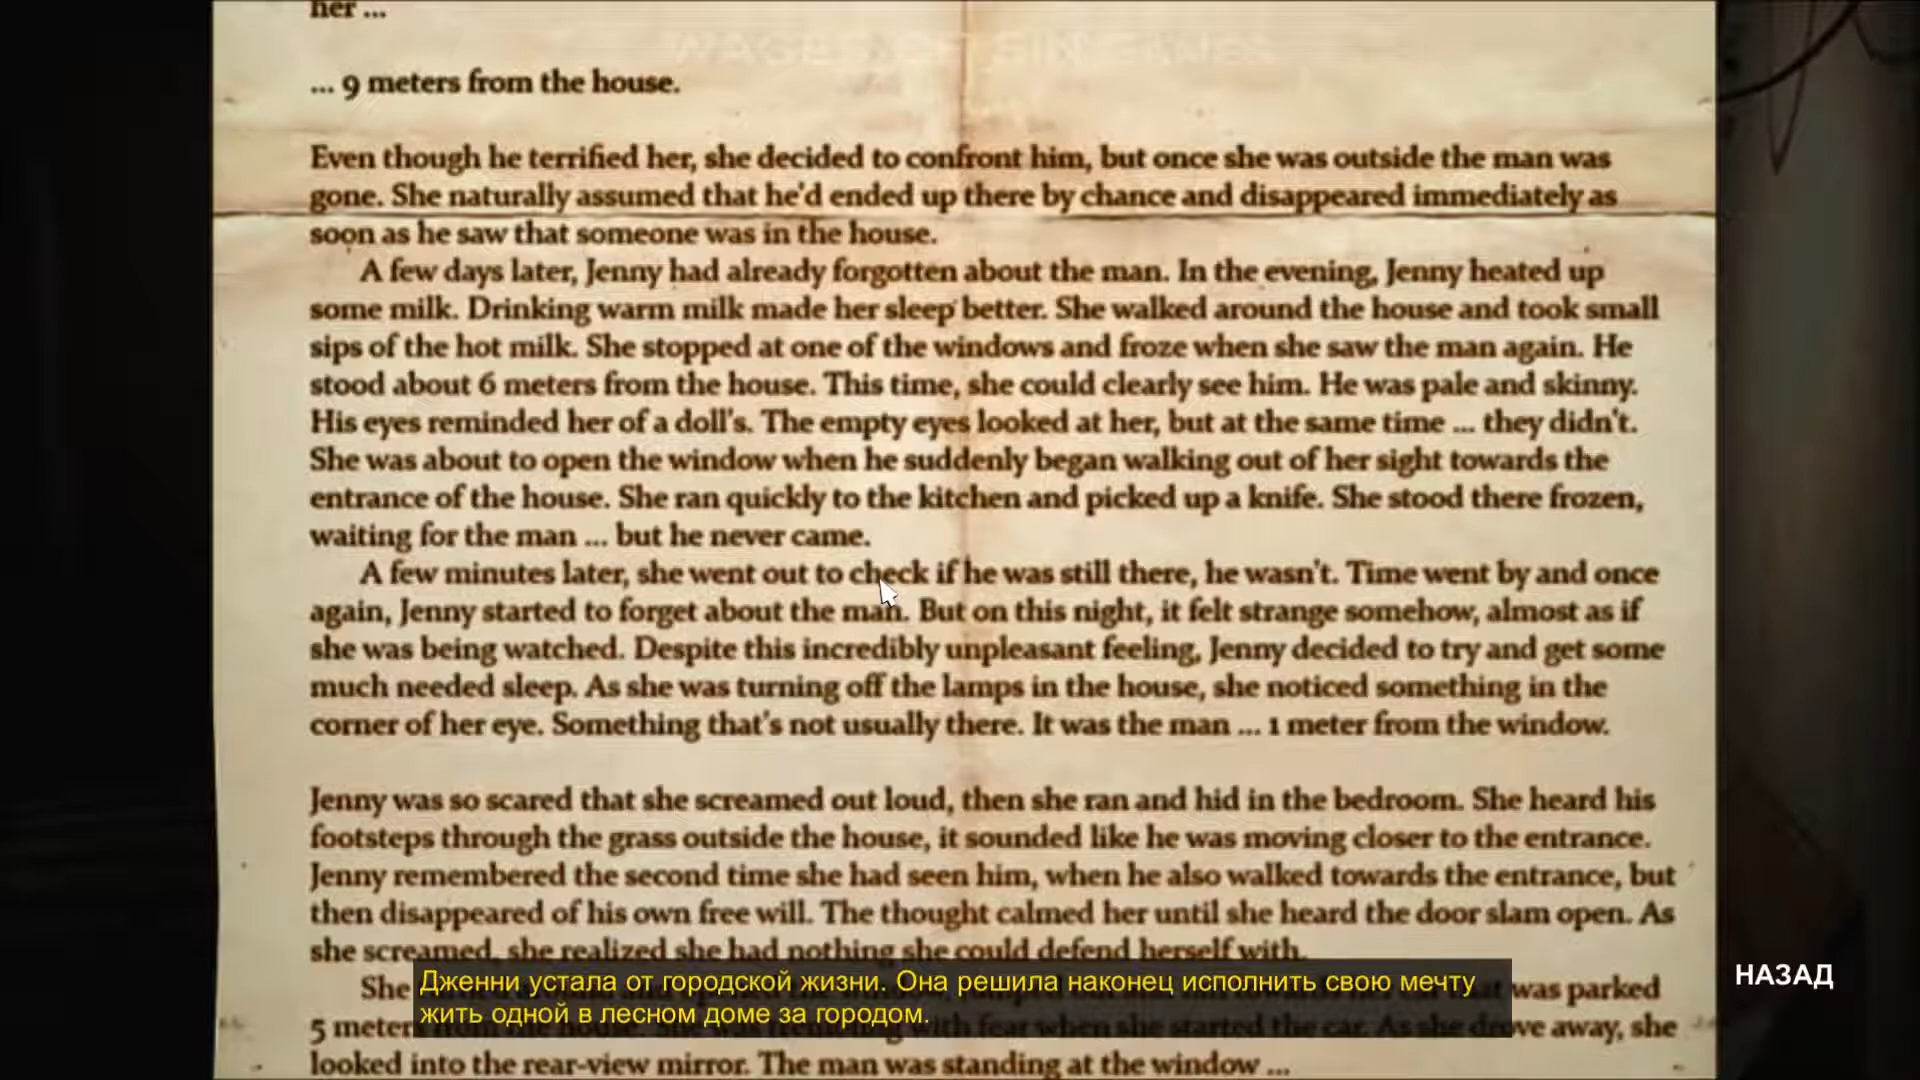 her ...
... 9 meters from the house.
Even though he terrified her, she decided to confront him, but once she was outside the man was
gone. She naturally assumed that he'd ended up there by chance and disappeared immediately as
soon as he saw that someone was in the house.
A few days later, Jenny had already forgotten about the man. In the evening, Jenny heated up
some milk. Drinking warm milk made her sleep better. She walked around the house and took small
sips of the hot milk. She stopped at one of the windows and froze when she saw the man again. He
stood about 6 meters from the house. This time, she could clearly see him. He was pale and skinny.
His eyes reminded her of a doll's. The empty eyes looked at her, but at the same time ... they didn't.
She was about to open the window when he suddenly began walking out of her sight towards the
entrance of the house. She ran quickly to the kitchen and picked up a knife. She stood there frozen,
waiting for the man ... but he never came.
A few minutes later, she went out to check if he was still there, he wasn't. Time went by and once
again, Jenny started to forget about the man. But on this night, it felt strange somehow, almost as if
she was being watched. Despite this incredibly unpleasant feeling, Jenny decided to try and get some
much needed sleep. As she was turning off the lamps in the house, she noticed something in the
corner of her eye. Something that's not usually there. It was the man ... 1 meter from the window.
Jenny was so scared that she screamed out loud, then she ran and hid in the bedroom. She heard his
footsteps through the grass outside the house, it sounded like he was moving closer to the entrance.
Jenny remembered the second time she had seen him, when he also walked towards the entrance, but
then disappeared of his own free will. The thought calmed her until she heard the door slam open. As
she screamed, she realized she had nothing she could defend herself with.
She was parked
5 meters from the house. with fear when she started the car. As she drove away, she
looked into the rear-view mirror. The man was standing at the window ...
Дженни устала от городской жизни. Она решила наконец исполнить свою мечту
жить одной в лесном доме за городом.
НАЗАД